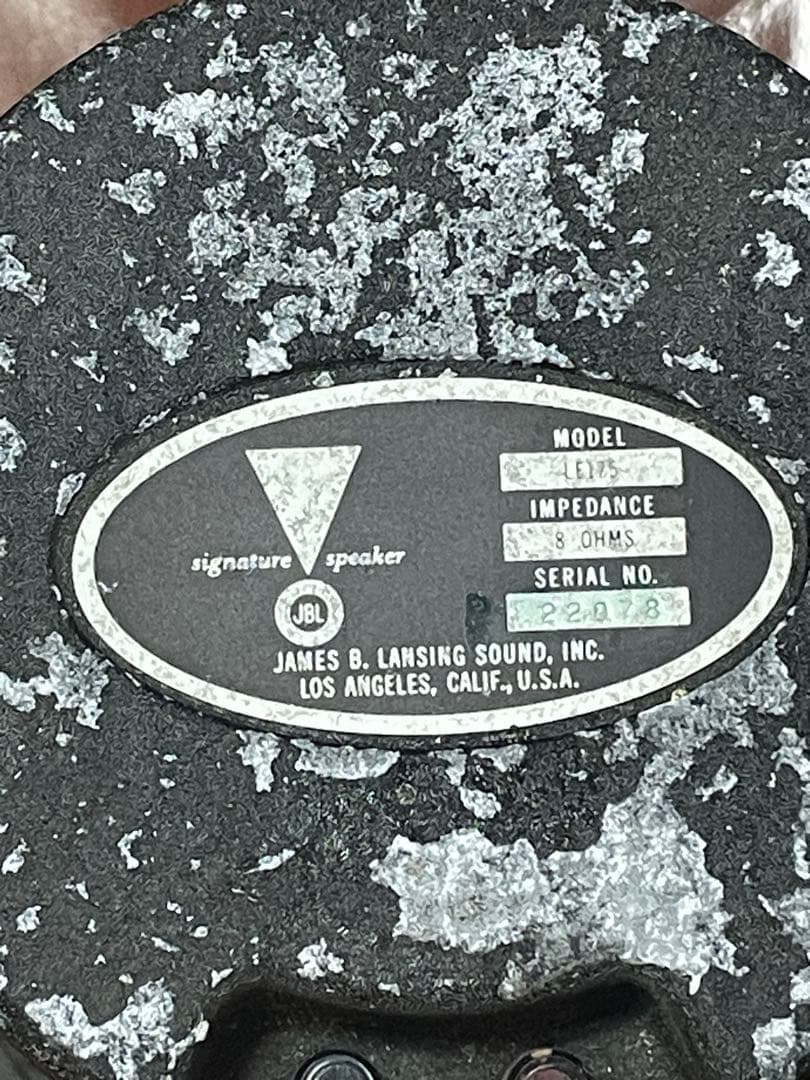 MODEL
LE175
IMPEDANCE
8 OHMS
signature speaker
SERIAL NO.
22078
JBL
JAMES B. LANSING SOUND, INC.
LOS ANGELES, CALIF., U.S.A.